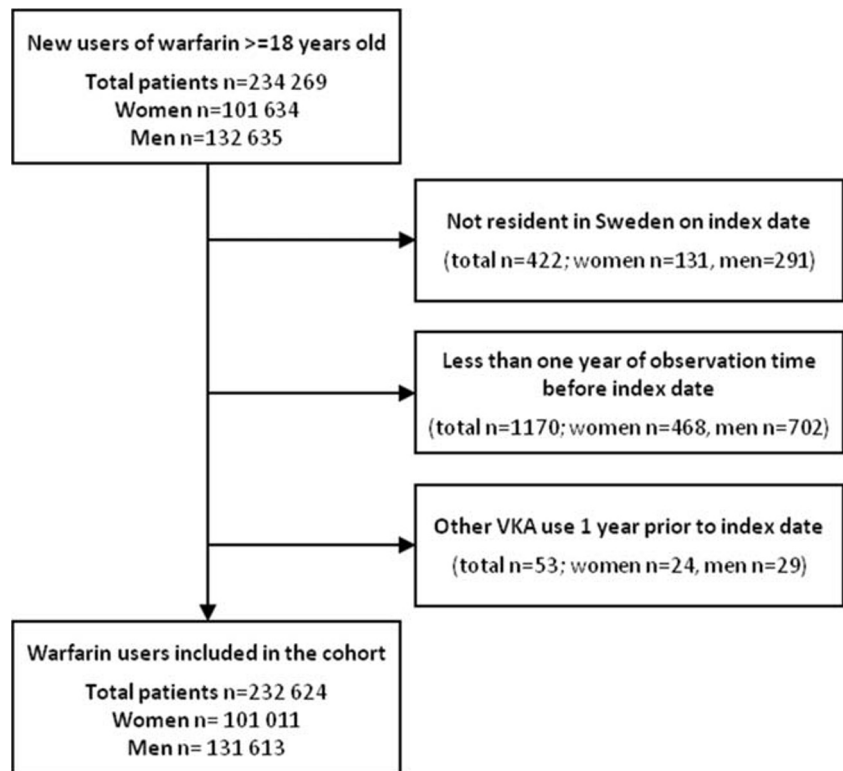 New users of warfarin >=18 years old
Total patients n=234 269
Women n=101 634
Men n=132 635
Not resident in Sweden on index date
(total n=422; women n=131, men=291)
Less than one year of observation time
before index date
(total n=1170; women n=468, men n=702)
Other VKA use 1 year prior to index date
(total n=53; women n=24, men n=29)
Warfarin users included in the cohort
Total patients n=232 624
Women n= 101 011
Men n= 131 613